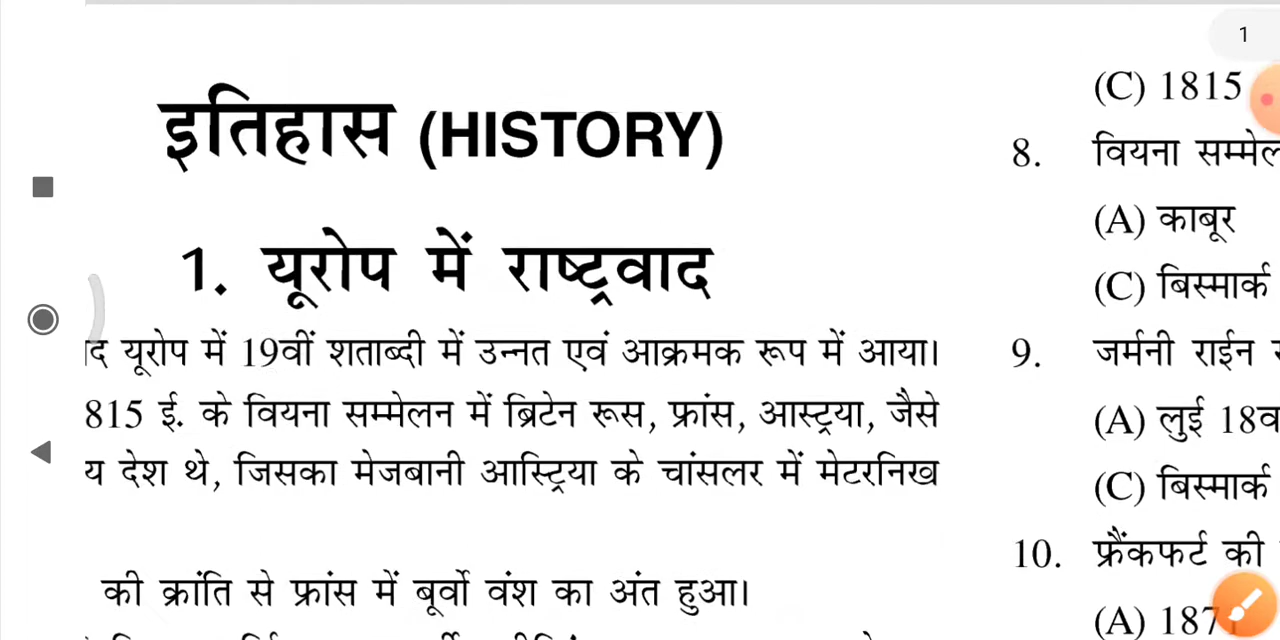 1
इतिहास (HISTORY)
1. यूरोप में राष्ट्रवाद
यूरोप में 19वीं शताब्दी में उन्नत एवं आक्रमक रूप में आया।
815 ई. के वियना सम्मेलन में ब्रिटेन रूस, फ्रांस, आस्ट्रया, जैसे
य देश थे, जिसका मेजबानी आस्ट्रिया के चांसलर में मेटरनिख
की क्रांति से फ्रांस में बूर्वो वंश का अंत हुआ।
(C) 1815
8. वियना
(A) काबूर
(C) बिस्मार्क
9. जर्मनी राईन
(A) लुई 18व
(C) बिस्मार्क
10. फ्रैंकफर्ट की
(A) 187